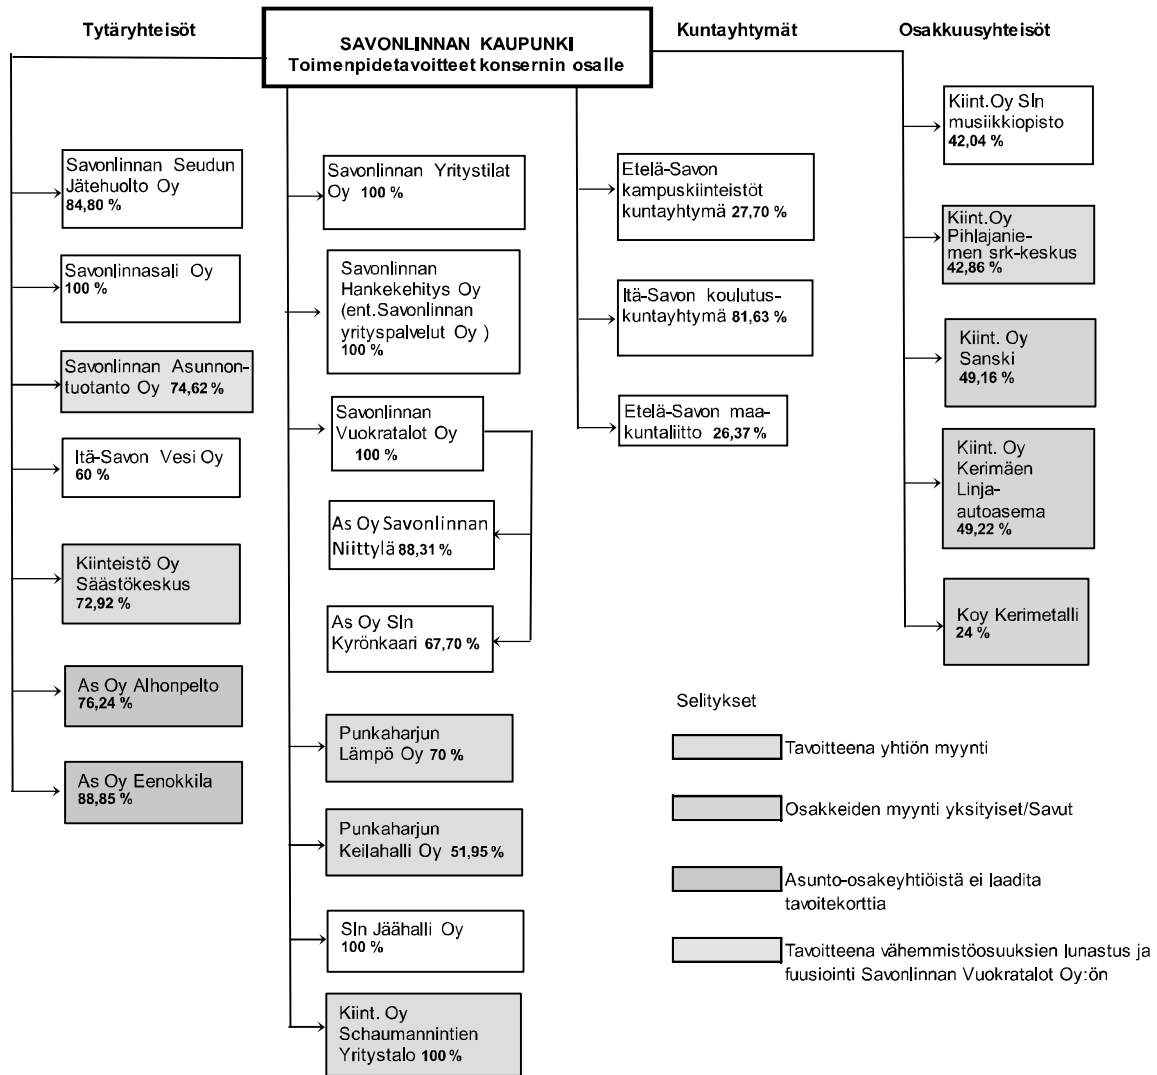 Tytäryhteisöt
SAVONLINNAN KAUPUNKI
Toimenpidetavoitteet konsernin osalle
Kuntayhtymät
Osakkuusyhteisöt
Savonlinnan Seudun
Jätehuolto Oy
84,80 %
Savonlinnasali Oy
100 %
Savonlinnan Asunnon-
tuotanto Oy 74,62 %
Itä-Savon Vesi Oy
60 %
Kiinteistö Oy
Säästökeskus
72,92 %
As Oy Alhonpelto
76,24 %
As Oy Eenokkila
88,85 %
Savonlinnan Yritystilat
Oy 100 %
Savonlinnan
Hankekehitys Oy
(ent.Savonlinnan
yrityspalvelut Oy )
100 %
Savonlinnan
Vuokratalot Oy
100 %
As Oy Savonlinnan
Niittylä 88,31 %
As Oy Sln
Kyrönkaari 67,70 %
Punkaharjun
Lämpö Oy 70 %
Punkaharjun
Keilahalli Oy 51,95 %
Sln Jäähalli Oy
100 %
Kiint. Oy
Schaumannintien
Yritystalo 100 %
Etelä-Savon
kampuskiinteistöt
kuntayhtymä 27,70 %
Itä-Savon koulutus-
kuntayhtymä 81,63 %
Etelä-Savon maa-
kuntaliitto 26,37 %
Kiint.Oy Sln
musiikkiopisto
42,04 %
Kiint.Oy
Pihlajanie-
men srk-keskus
42,86 %
Kiint. Oy
Sanski
49,16 %
Kiint. Oy
Kerimäen
Linja-
autoasema
49,22 %
Koy Kerimetalli
24 %
Selitykset
Tavoitteena yhtiön myynti
Osakkeiden myynti yksityiset/Savut
Asunto-osakeyhtiöistä ei laadita
tavoitekorttia
Tavoitteena vähemmistöosuuksien lunastus ja
fuusiointi Savonlinnan Vuokratalot Oy:ön